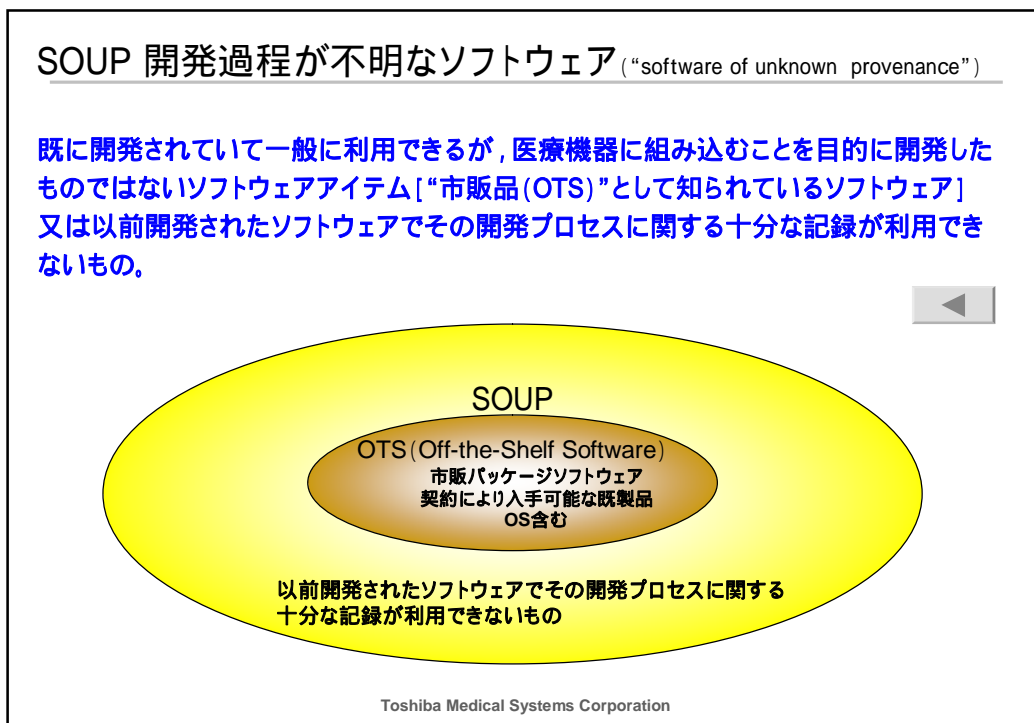 SOUP 開発過程が不明なソフトウェア(“software of unknown provenance”)
既に開発されていて一般に利用できるが,医療機器に組み込むことを目的に開発した
ものではないソフトウェアアイテム[“市販品(OTS)”として知られているソフトウェア]
又は以前開発されたソフトウェアでその開発プロセスに関する十分な記録が利用でき
ないもの。
SOUP
OTS(Off-the-Shelf Software)
市販パッケージソフトウェア
契約により入手可能な既製品
OS含む
以前開発されたソフトウェアでその開発プロセスに関する
十分な記録が利用できないもの
Toshiba Medical Systems Corporation